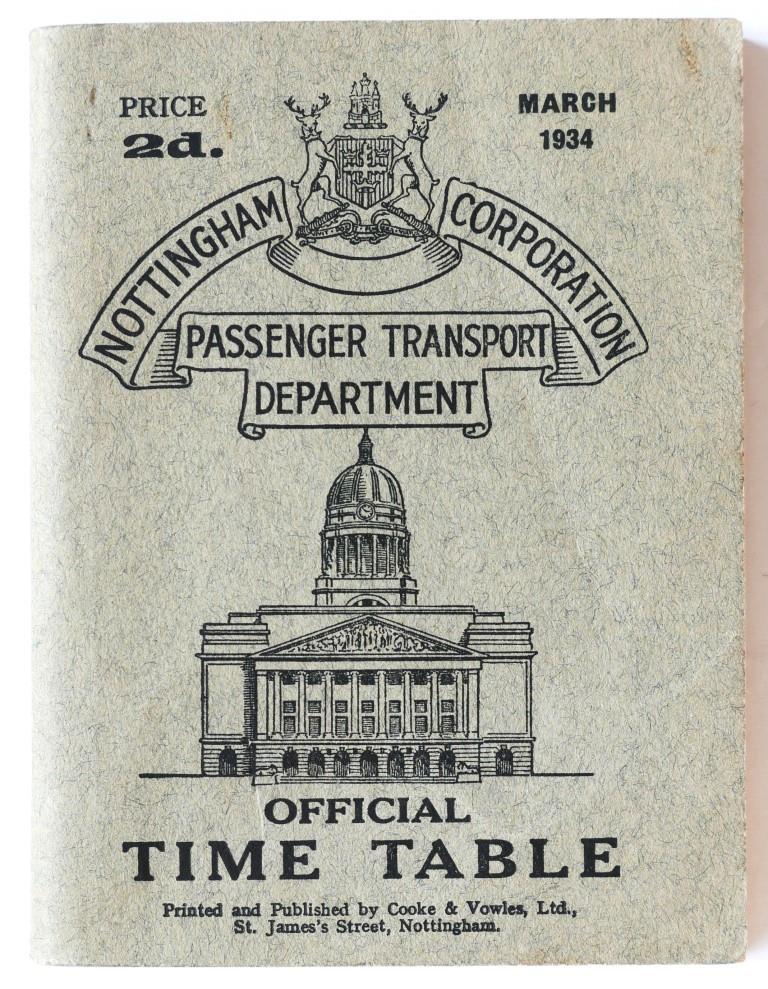 PRICE
2d.
MARCH
1934
NOTTINGHAM CORPORATION
PASSENGER TRANSPORT
DEPARTMENT
OFFICIAL
TIME TABLE
Printed and Published by Cooke & Vowles, Ltd.,
St. James's Street, Nottingham.